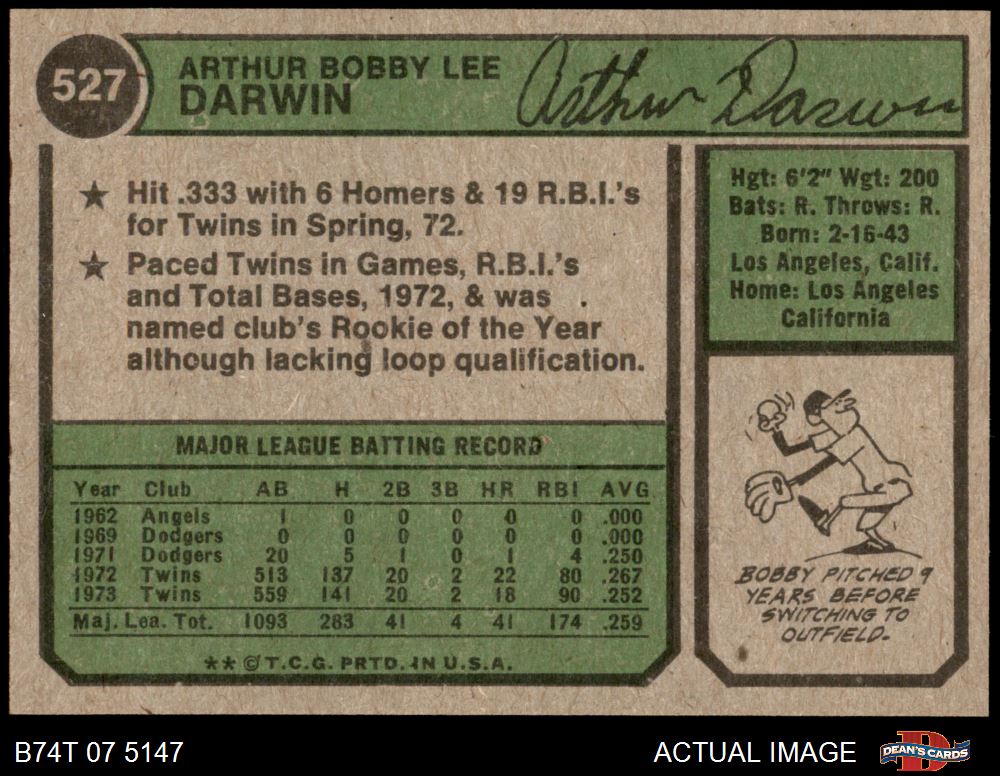 527
ARTHUR BOBBY LEE
DARWIN
Arthur Darwin
★ Hit .333 with 6 Homers & 19 R.B.I.'s
for Twins in Spring, 72.
★ Paced Twins in Games, R.B.I.'s
and Total Bases, 1972, & was
named club's Rookie of the Year
although lacking loop qualification.
Hgt: 6'2" Wgt: 200
Bats: R. Throws: R.
Born: 2-16-43
Los Angeles, Calif.
Home: Los Angeles
California
MAJOR LEAGUE BATTING RECORD
Year Club AB H 2B 3B HR RBI AVG
1962 Angels 1 0 0 0 0 0 .000
1969 Dodgers 0 0 0 0 0 0 .000
1971 Dodgers 20 5 1 0 1 4 .250
1972 Twins 513 137 20 2 22 80 .267
1973 Twins 559 141 20 2 18 90 .252
Maj. Lea. Tot. 1093 283 41 4 41 174 .259
** © T.C.G. PRTD. IN U.S.A.
BOBBY PITCHED 9
YEARS BEFORE
SWITCHING TO
OUTFIELD.
B74T 07 5147
ACTUAL IMAGE
D
DEAN'S CARDS